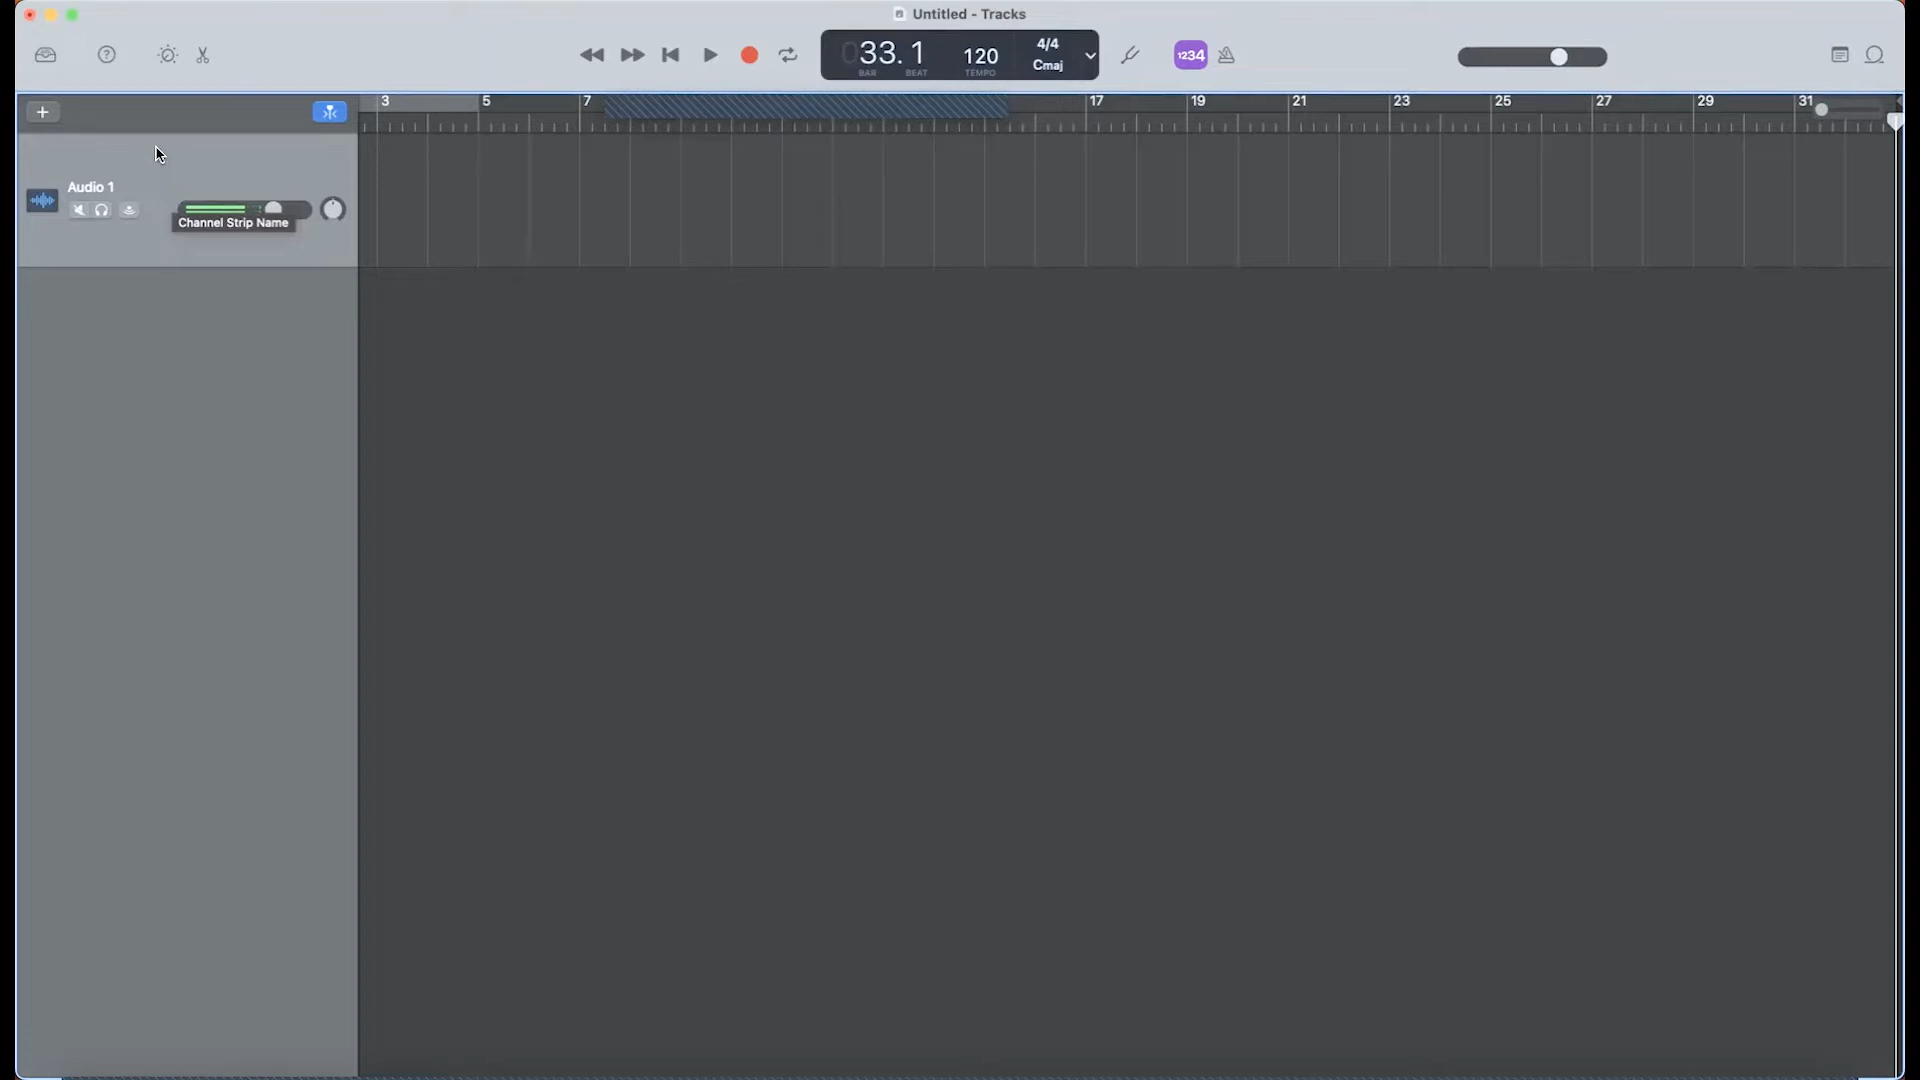 Untitled - Tracks
033. 1
BAR
BEAT
120
TEMPO
4/4
Cmaj
1234
3
5
7
17
19
21
23
25
27
29
31
Audio 1
Channel Strip Name